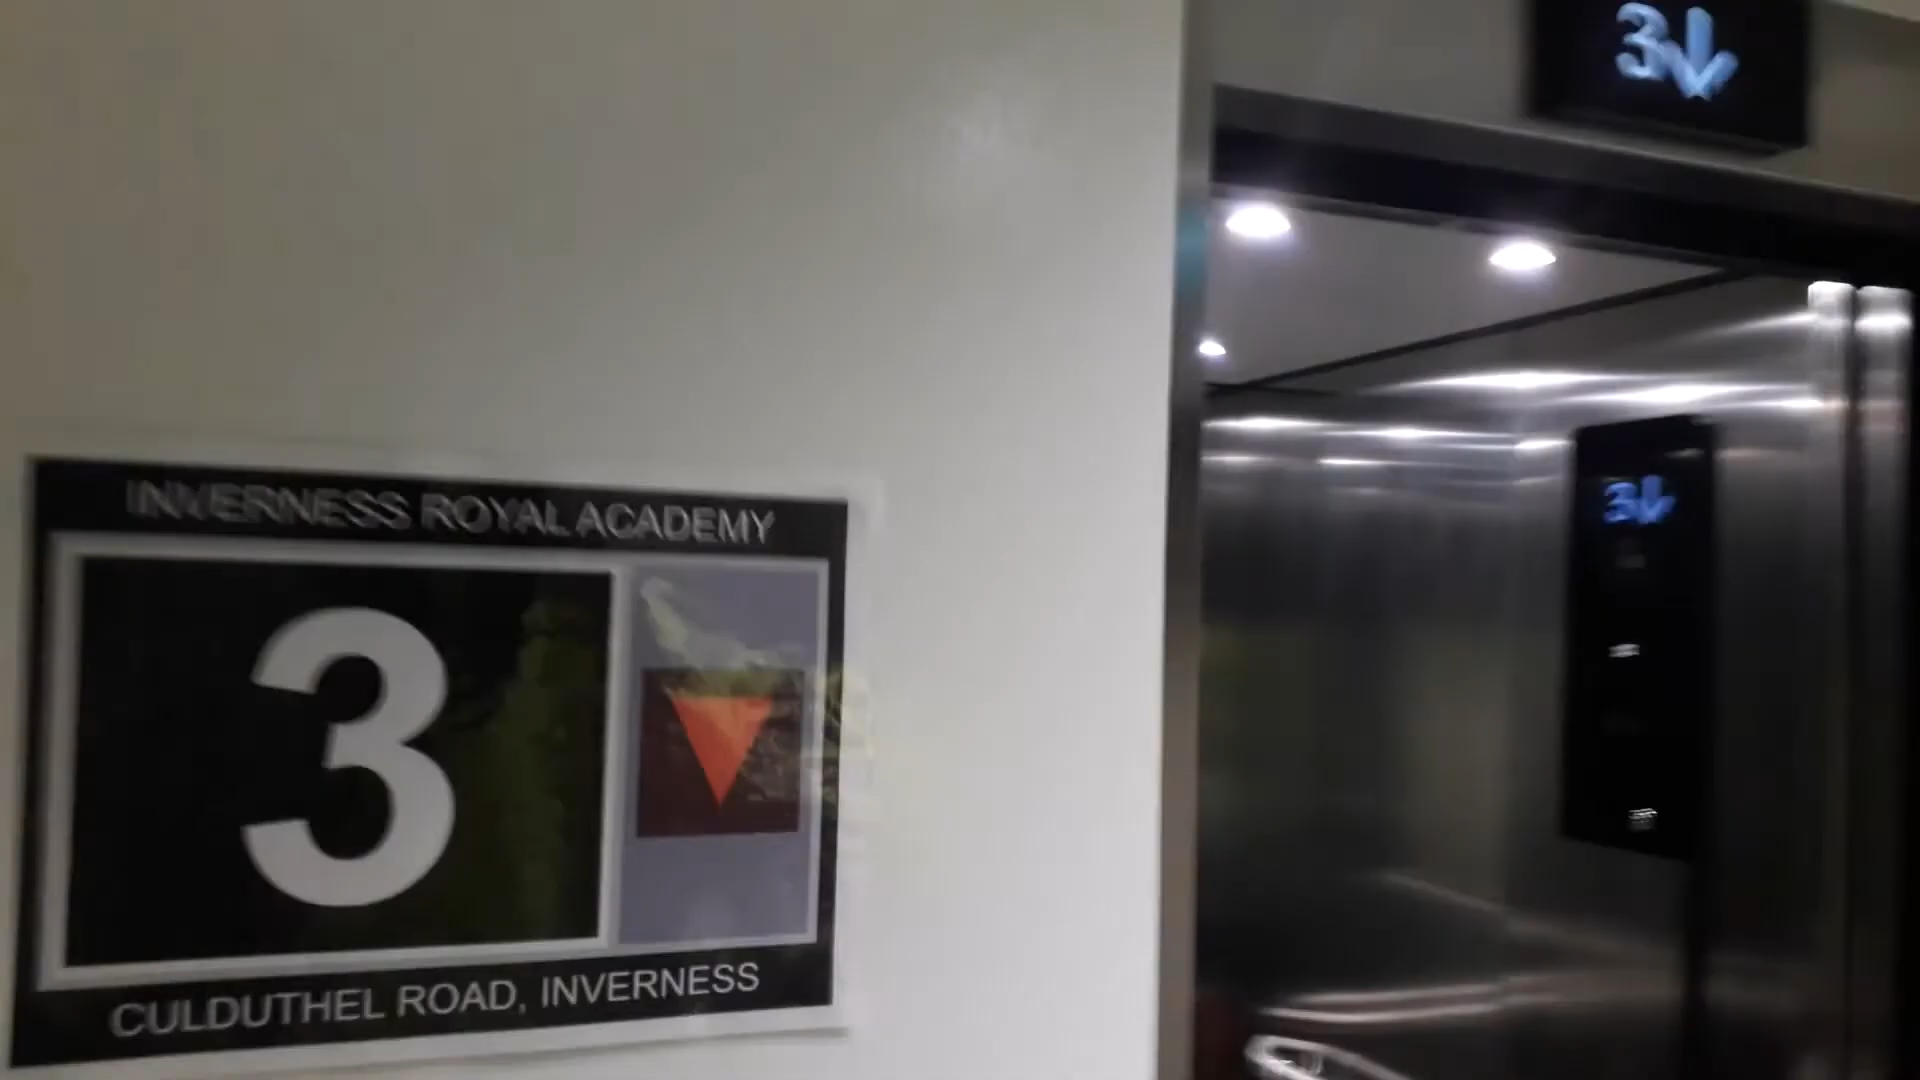 3↓
3↓
INVERNESS ROYAL ACADEMY
3
CULDUTHEL ROAD, INVERNESS